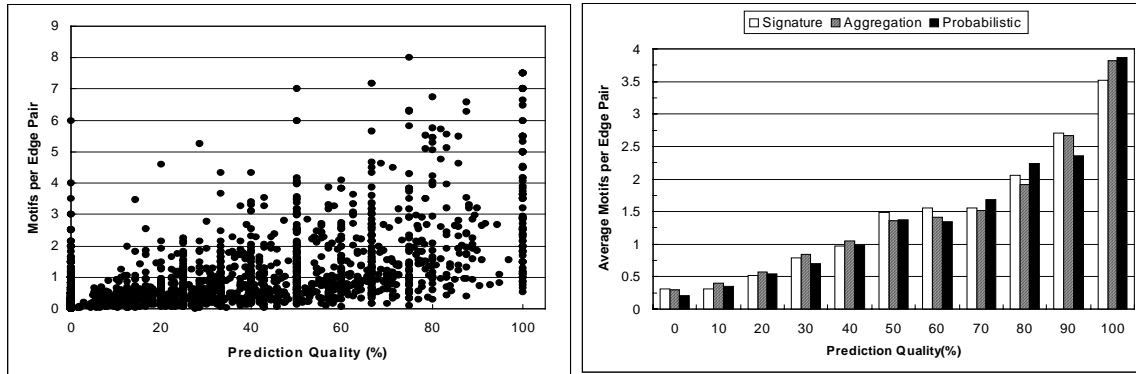 9
8
7
6
5
4
3
2
1
0
Motifs per Edge Pair
0 20 40 60 80 100
Prediction Quality (%)
Signature Aggregation Probabilistic
4
3.5
3
2.5
2
1.5
1
0.5
0
Average Motifs per Edge Pair
0 10 20 30 40 50 60 70 80 90 100
Prediction Quality(%)